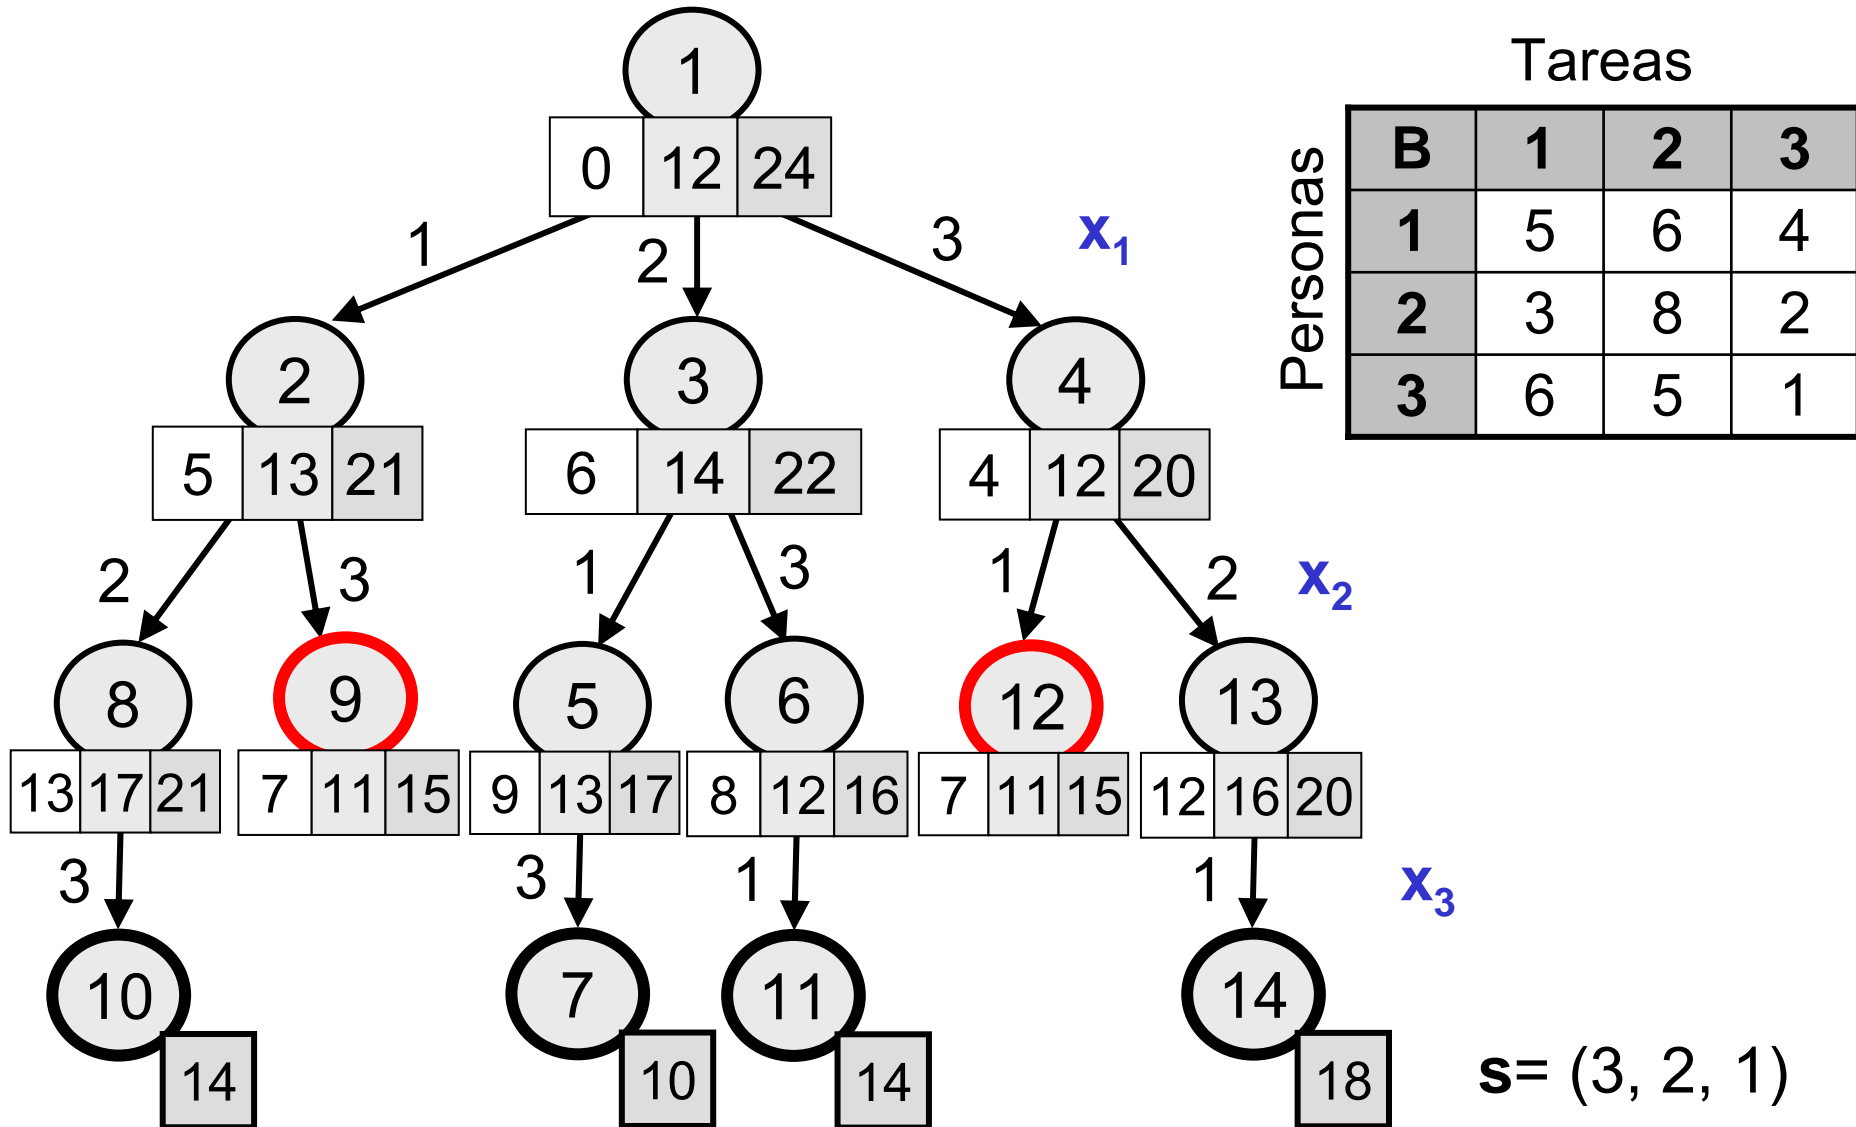 1
0 12 24
1 2 3 x1
2 3 4
5 13 21 6 14 22 4 12 20
2 3 1 3 1 2 x2
8 9 5 6 12 13
13 17 21 7 11 15 9 13 17 8 12 16 7 11 15 12 16 20
3 3 1 1 x3
10 7 11 14
14 10 14 18
s= (3, 2, 1)
Tareas
Personas
B 1 2 3
1 5 6 4
2 3 8 2
3 6 5 1